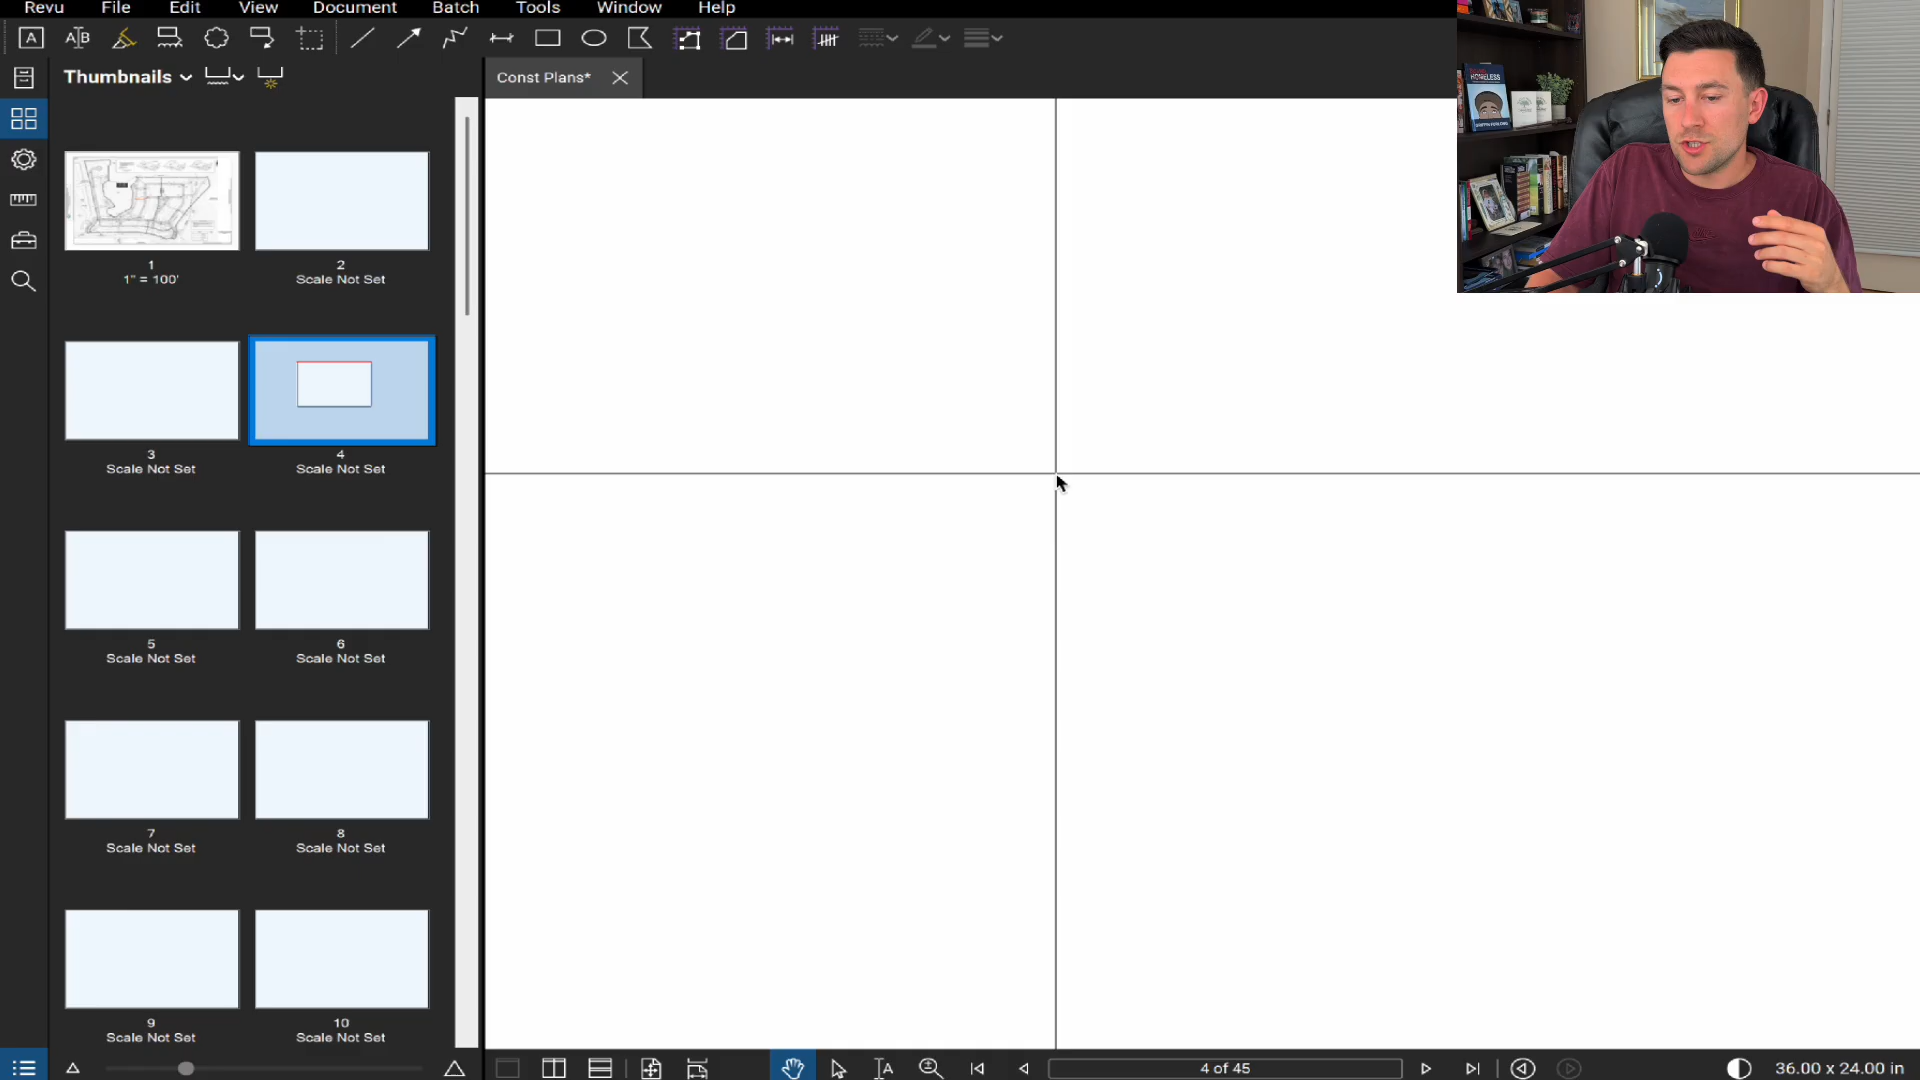 Revu File Edit View Document Batch Tools Window Help
Thumbnails
Const Plans*
1
1" = 100'
2
Scale Not Set
3
Scale Not Set
4
Scale Not Set
5
Scale Not Set
6
Scale Not Set
7
Scale Not Set
8
Scale Not Set
9
Scale Not Set
10
Scale Not Set
4 of 45
36.00 x 24.00 in
HOMELESS